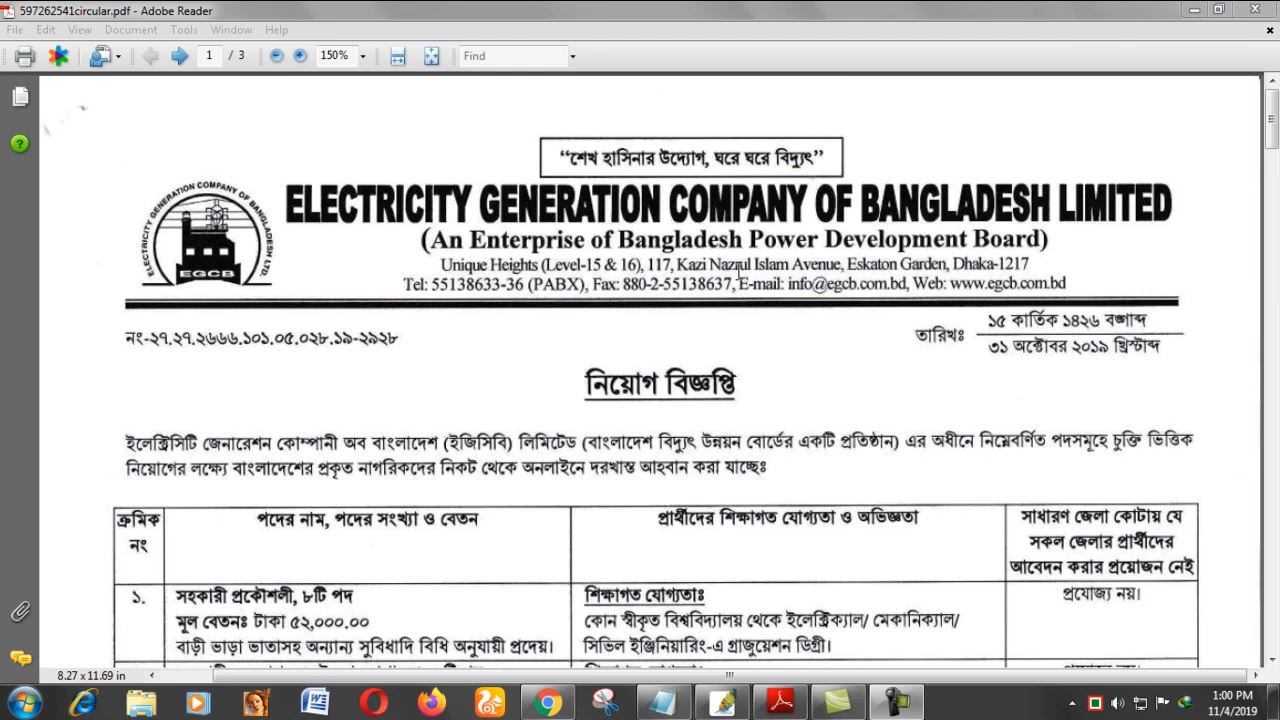 597262541circular.pdf - Adobe Reader
File Edit View Document Tools Window Help
1 / 3 150% Find
“শেখ হাসিনার উদ্যোগ, ঘরে ঘরে বিদ্যুৎ”
ELECTRICITY GENERATION COMPANY OF BANGLADESH LTD.
EGCB
ELECTRICITY GENERATION COMPANY OF BANGLADESH LIMITED
(An Enterprise of Bangladesh Power Development Board)
Unique Heights (Level-15 & 16), 117, Kazi Nazrul Islam Avenue, Eskaton Garden, Dhaka-1217
Tel: 55138633-36 (PABX), Fax: 880-2-55138637, E-mail: info@egcb.com.bd, Web: www.egcb.com.bd
নং-২৭.২৭.২৬৬৬.১০১.০৫.০২৮.১৯-২৯২৮
তারিখঃ
১৫ কার্তিক ১৪২৬ বঙ্গাব্দ
৩১ অক্টোবর ২০১৯ খ্রিস্টাব্দ
নিয়োগ বিজ্ঞপ্তি
ইলেক্ট্রিসিটি জেনারেশন কোম্পানী অব বাংলাদেশ (ইজিসিবি) লিমিটেড (বাংলাদেশ বিদ্যুৎ উন্নয়ন বোর্ডের একটি প্রতিষ্ঠান) এর অধীনে নিম্নেবর্ণিত পদসমূহে চুক্তি ভিত্তিক
নিয়োগের লক্ষ্যে বাংলাদেশের প্রকৃত নাগরিকদের নিকট থেকে অনলাইনে দরখাস্ত আহবান করা যাচ্ছেঃ
ক্রমিক
নং
পদের নাম, পদের সংখ্যা ও বেতন
প্রার্থীদের শিক্ষাগত যোগ্যতা ও অভিজ্ঞতা
সাধারণ জেলা কোটায় যে
সকল জেলার প্রার্থীদের
আবেদন করার প্রয়োজন নেই
১.
সহকারী প্রকৌশলী, ৮টি পদ
মূল বেতনঃ টাকা ৫২,০০০.০০
বাড়ী ভাড়া ভাতাসহ অন্যান্য সুবিধাদি বিধি অনুযায়ী প্রদেয়।
শিক্ষাগত যোগ্যতাঃ
কোন স্বীকৃত বিশ্ববিদ্যালয় থেকে ইলেক্ট্রিক্যাল/ মেকানিক্যাল/
সিভিল ইঞ্জিনিয়ারিং-এ গ্রাজুয়েশন ডিগ্রী।
প্রযোজ্য নয়।
8.27 x 11.69 in
1:00 PM
11/4/2019